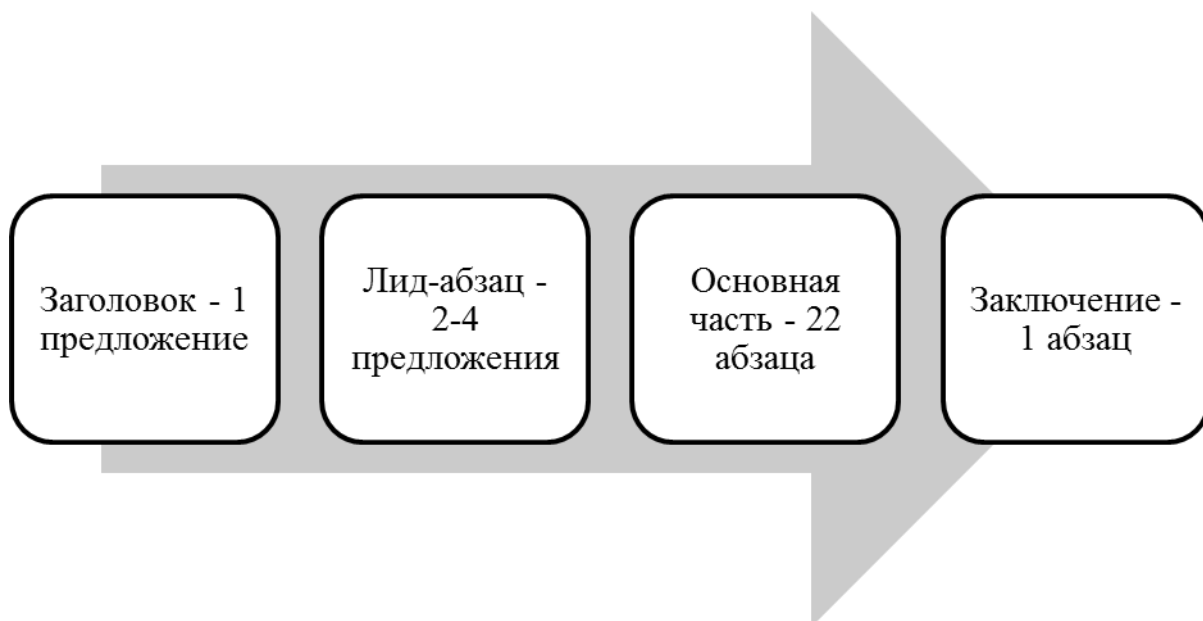 Заголовок - 1
предложение
Лид-абзац -
2-4
предложения
Основная
часть - 22
абзаца
Заключение -
1 абзац